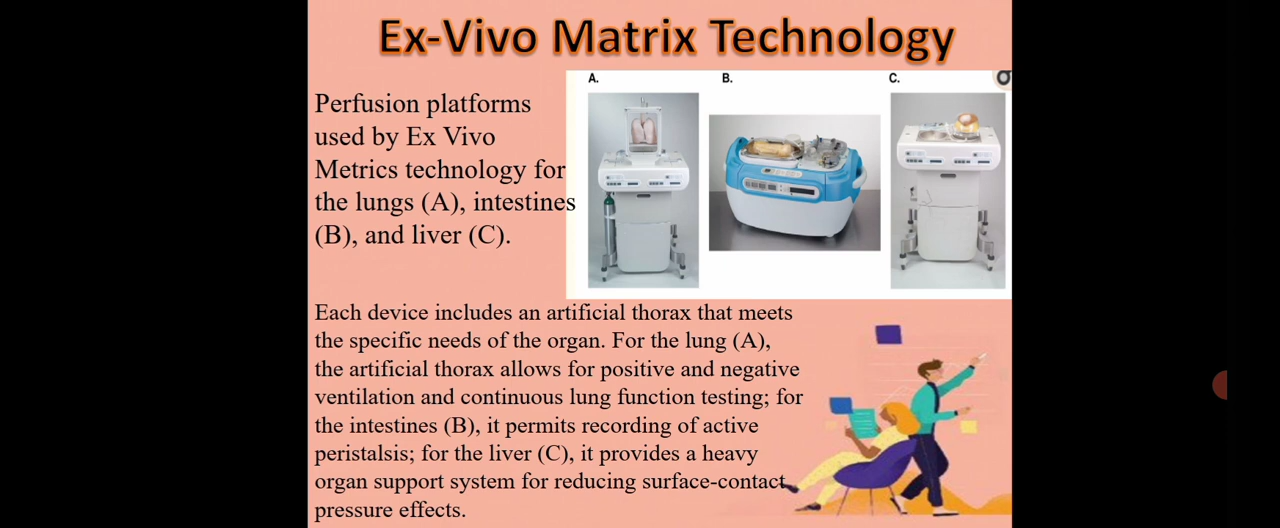 Ex-Vivo Matrix Technology
A.
B.
C.
Perfusion platforms
used by Ex Vivo
Metrics technology for
the lungs (A), intestines
(B), and liver (C).
Each device includes an artificial thorax that meets
the specific needs of the organ. For the lung (A),
the artificial thorax allows for positive and negative
ventilation and continuous lung function testing; for
the intestines (B), it permits recording of active
peristalsis; for the liver (C), it provides a heavy
organ support system for reducing surface-contact
pressure effects.